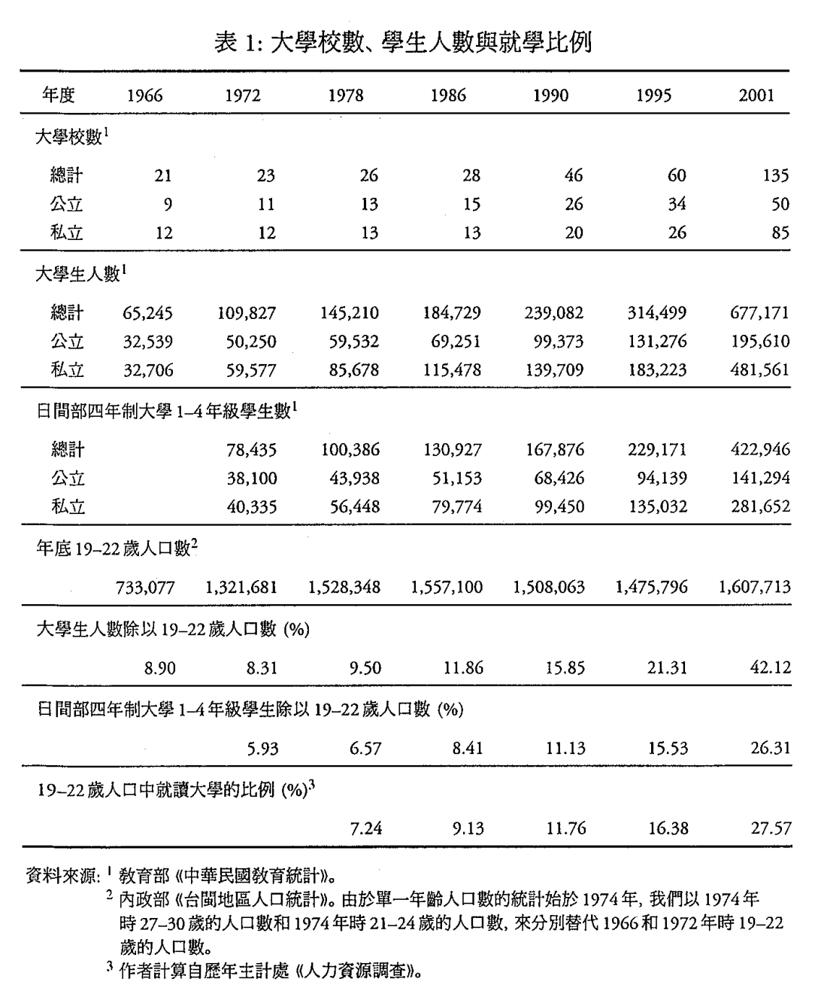 表 1: 大學校數、學生人數與就學比例
年度 1966 1972 1978 1986 1990 1995 2001
大學校數1
總計 21 23 26 28 46 60 135
公立 9 11 13 15 26 34 50
私立 12 12 13 13 20 26 85
大學生人數1
總計 65,245 109,827 145,210 184,729 239,082 314,499 677,171
公立 32,539 50,250 59,532 69,251 99,373 131,276 195,610
私立 32,706 59,577 85,678 115,478 139,709 183,223 481,561
日間部四年制大學 1–4 年級學生數1
總計 78,435 100,386 130,927 167,876 229,171 422,946
公立 38,100 43,938 51,153 68,426 94,139 141,294
私立 40,335 56,448 79,774 99,450 135,032 281,652
年底 19–22 歲人口數2
733,077 1,321,681 1,528,348 1,557,100 1,508,063 1,475,796 1,607,713
大學生人數除以 19–22 歲人口數 (%)
8.90 8.31 9.50 11.86 15.85 21.31 42.12
日間部四年制大學 1–4 年級學生除以 19–22 歲人口數 (%)
5.93 6.57 8.41 11.13 15.53 26.31
19–22 歲人口中就讀大學的比例 (%)3
7.24 9.13 11.76 16.38 27.57
資料來源: 1 教育部《中華民國教育統計》。
2 內政部《台閩地區人口統計》。由於單一年齡人口數的統計始於 1974 年, 我們以 1974 年
時 27–30 歲的人口數和 1974 年時 21–24 歲的人口數, 來分別替代 1966 和 1972 年時 19–22
歲的人口數。
3 作者計算自歷年主計處《人力資源調查》。